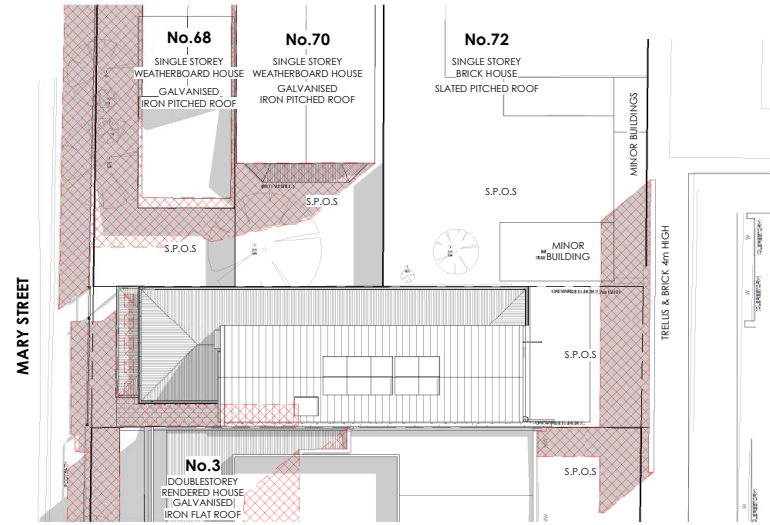 No.68
SINGLE STOREY
WEATHERBOARD HOUSE
GALVANISED
IRON PITCHED ROOF
No.70
SINGLE STOREY
WEATHERBOARD HOUSE
GALVANISED
IRON PITCHED ROOF
No.72
SINGLE STOREY
BRICK HOUSE
SLATED PITCHED ROOF
MINOR BUILDINGS
S.P.O.S
S.P.O.S
S.P.O.S
MINOR
BUILDING
TRELLIS & BRICK 4m HIGH
MARY STREET
S.P.O.S
No.3
DOUBLESTOREY
RENDERED HOUSE
GALVANISED
IRON FLAT ROOF
S.P.O.S
W
W
W
W